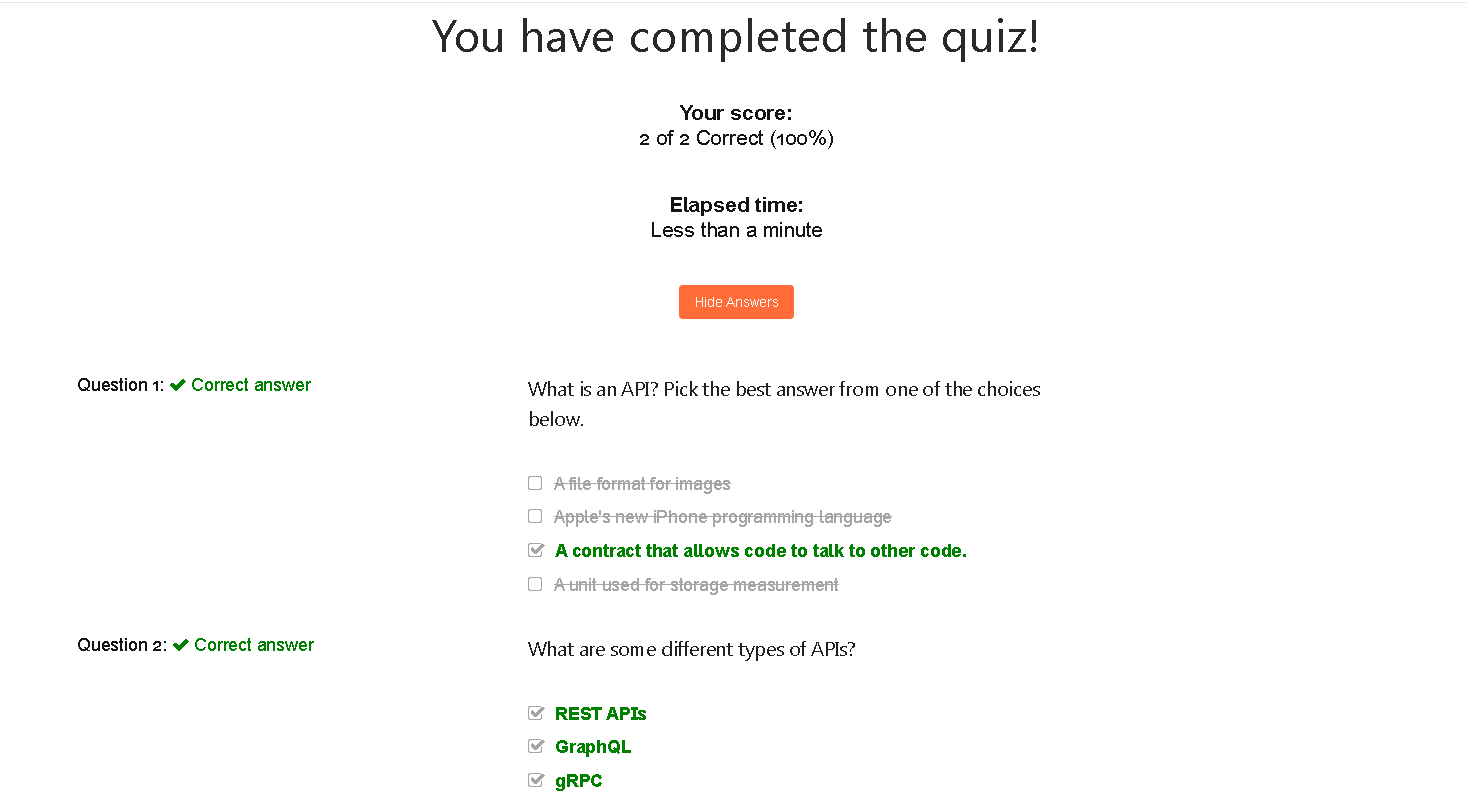 You have completed the quiz!
Your score:
2 of 2 Correct (100%)
Elapsed time:
Less than a minute
Hide Answers
Question 1: Correct answer
What is an API? Pick the best answer from one of the choices
below.
A file format for images
Apple's new iPhone programming language
A contract that allows code to talk to other code.
A unit used for storage measurement
Question 2: Correct answer
What are some different types of APIs?
REST APIs
GraphQL
gRPC